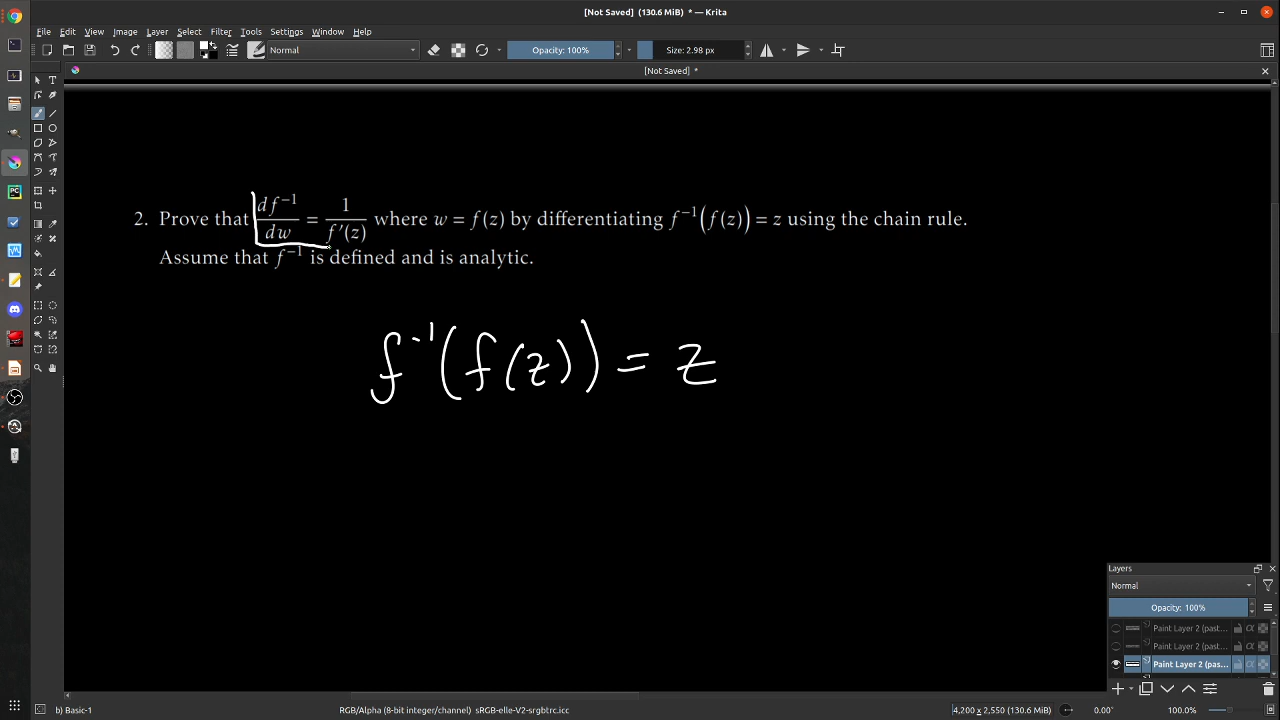 [Not Saved] (130.6 MiB) * – Krita
File Edit View Image Layer Select Filter Tools Settings Window Help
Normal Opacity: 100% Size: 2.98 px
[Not Saved] *
2. Prove that df⁻¹/dw = 1/f′(z) where w = f(z) by differentiating f⁻¹(f(z)) = z using the chain rule.
Assume that f⁻¹ is defined and is analytic.
f⁻¹(f(z)) = z
Layers
Normal
Opacity: 100%
Paint Layer 2 (past...
Paint Layer 2 (past...
Paint Layer 2 (pas...
b) Basic-1 RGB/Alpha (8-bit integer/channel) sRGB-elle-V2-srgbtrc.icc 4,200 x 2,550 (130.6 MiB) 0.00° 100.0%